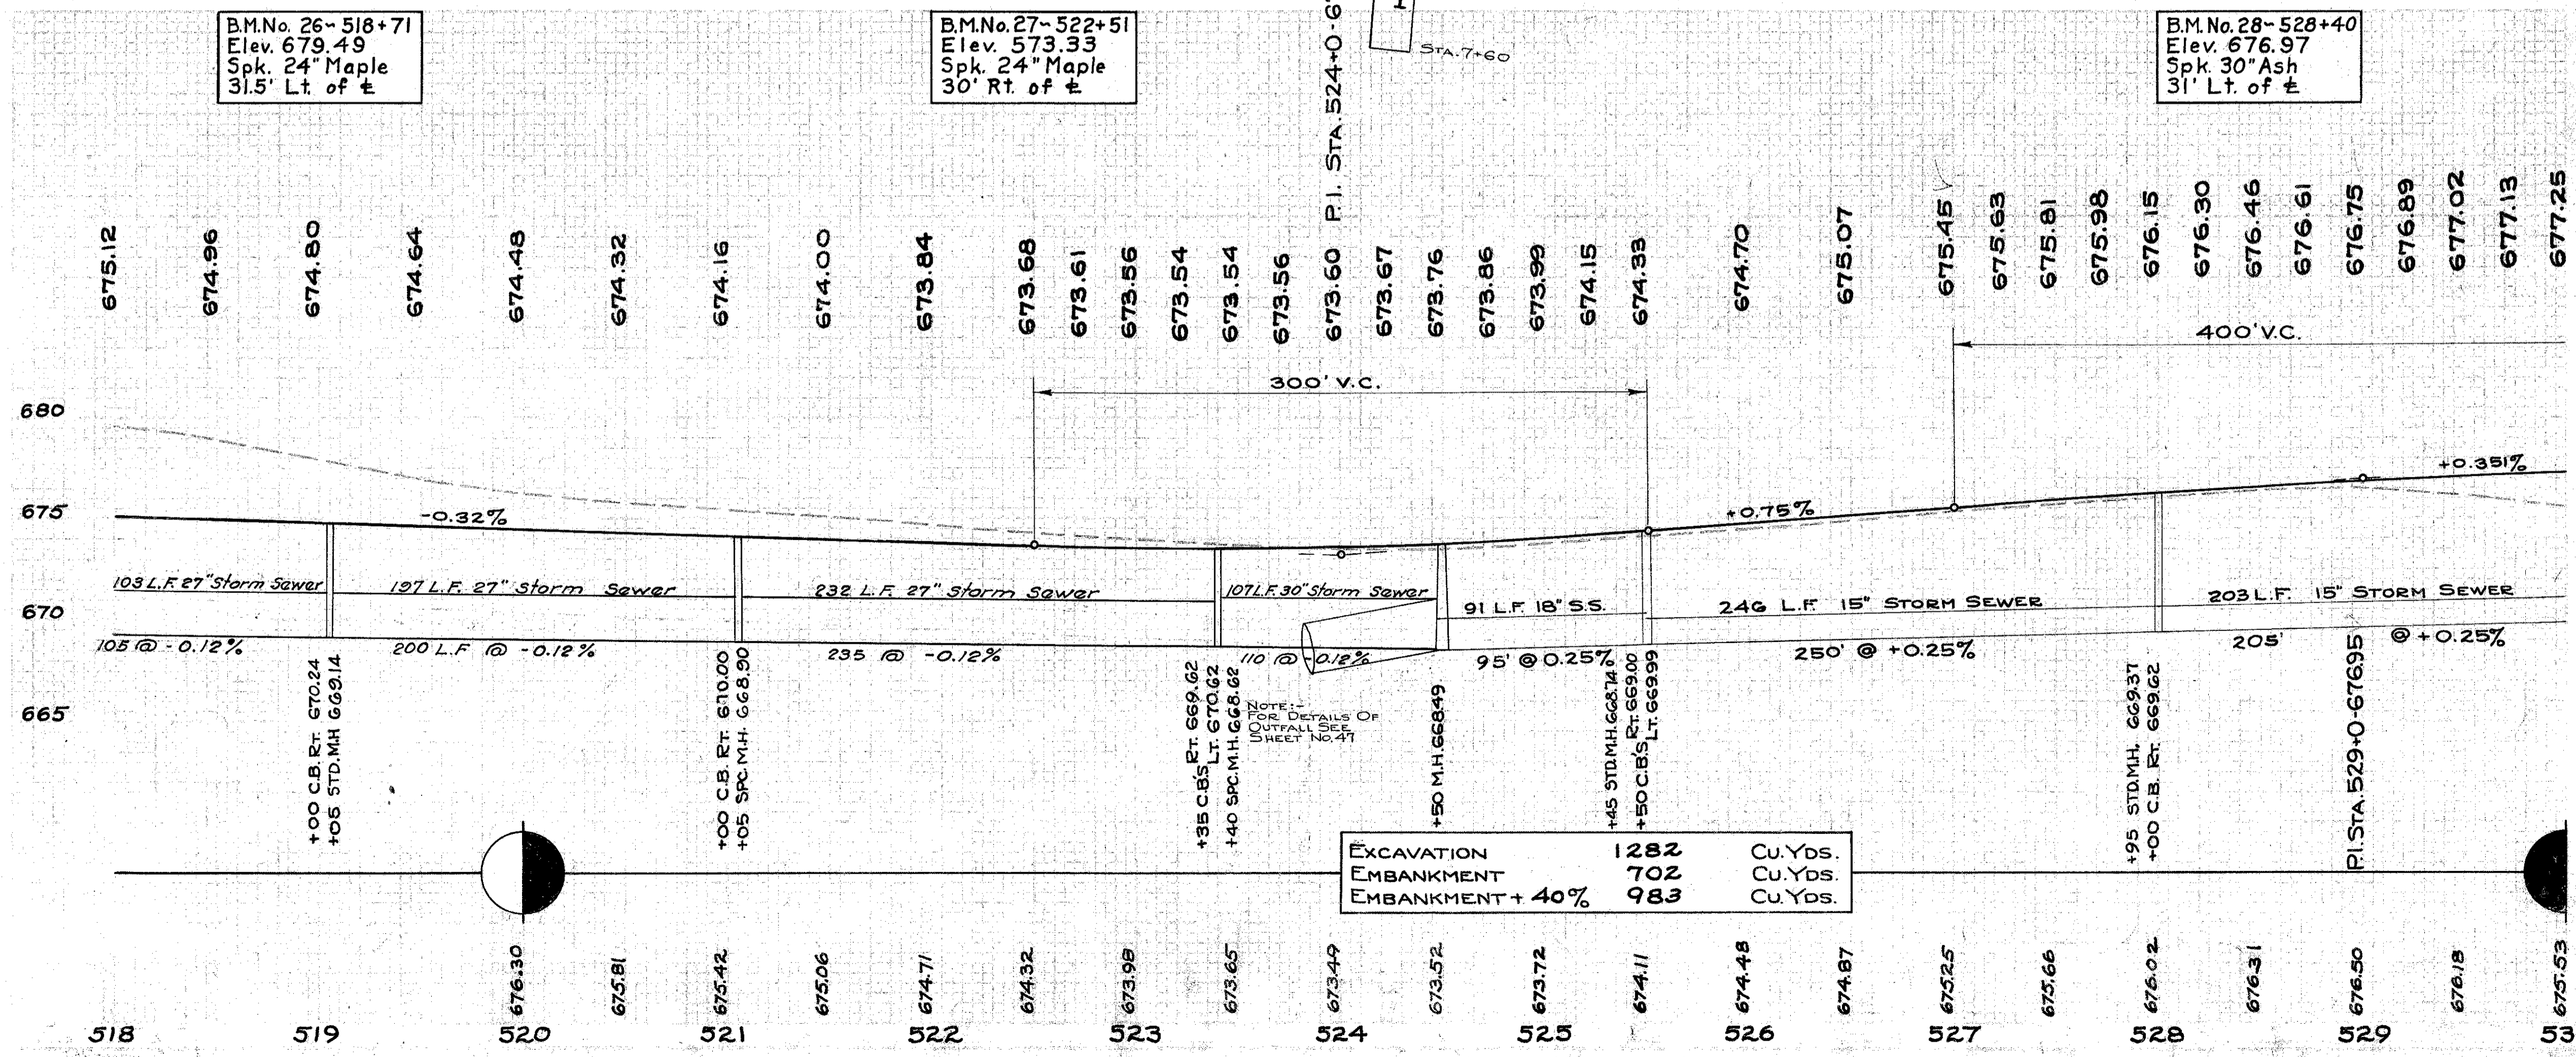 B.M.No. 26~518+71
Elev. 679.49
Spk. 24" Maple
31.5' Lt. of ℄
B.M.No. 27~522+51
Elev. 573.33
Spk. 24" Maple
30' Rt. of ℄
P.I. STA. 524+0-6
STA. 7+60
B.M.No. 28~528+40
Elev. 676.97
Spk. 30" Ash
31' Lt. of ℄
675.12
674.96
674.80
674.64
674.48
674.32
674.16
674.00
673.84
673.68
673.61
673.56
673.54
673.54
673.56
673.60
673.67
673.76
673.86
673.99
674.15
674.33
674.70
675.07
675.45
675.63
675.81
675.98
676.15
676.30
676.46
676.61
676.75
676.89
677.02
677.13
677.25
400' V.C.
300' V.C.
680
675
670
665
-0.32%
+0.75%
+0.351%
103 L.F. 27" Storm Sewer
197 L.F. 27" Storm Sewer
232 L.F. 27" Storm Sewer
107 L.F. 30" Storm Sewer
91 L.F. 18" S.S.
246 L.F. 15" STORM SEWER
203 L.F. 15" STORM SEWER
105 @ -0.12%
200 L.F @ -0.12%
235 @ -0.12%
110 @ -0.12%
95' @ 0.25%
250' @ +0.25%
205' @ +0.25%
+00 C.B. RT. 670.24
+05 STD. M.H 669.14
+00 C.B. RT. 670.00
+05 SPC. M.H. 668.90
+35 C.B.'S RT. 669.62
LT. 670.62
+40 SPC. M.H. 668.62
NOTE:-
FOR DETAILS OF
OUTFALL SEE
SHEET No. 47
+50 M.H. 668.49
+45 STD. M.H. 668.74
+50 C.B.'S RT. 669.00
LT. 669.99
+95 STD. M.H. 669.37
+00 C.B. RT. 669.62
P.I. STA. 529+0-676.95
EXCAVATION 1282 CU. YDS.
EMBANKMENT 702 CU. YDS.
EMBANKMENT + 40% 983 CU. YDS.
676.30
675.81
675.42
675.06
674.71
674.32
673.98
673.65
673.49
673.52
673.72
674.11
674.48
674.87
675.25
675.66
676.02
676.31
676.50
676.18
675.53
518 519 520 521 522 523 524 525 526 527 528 529 53